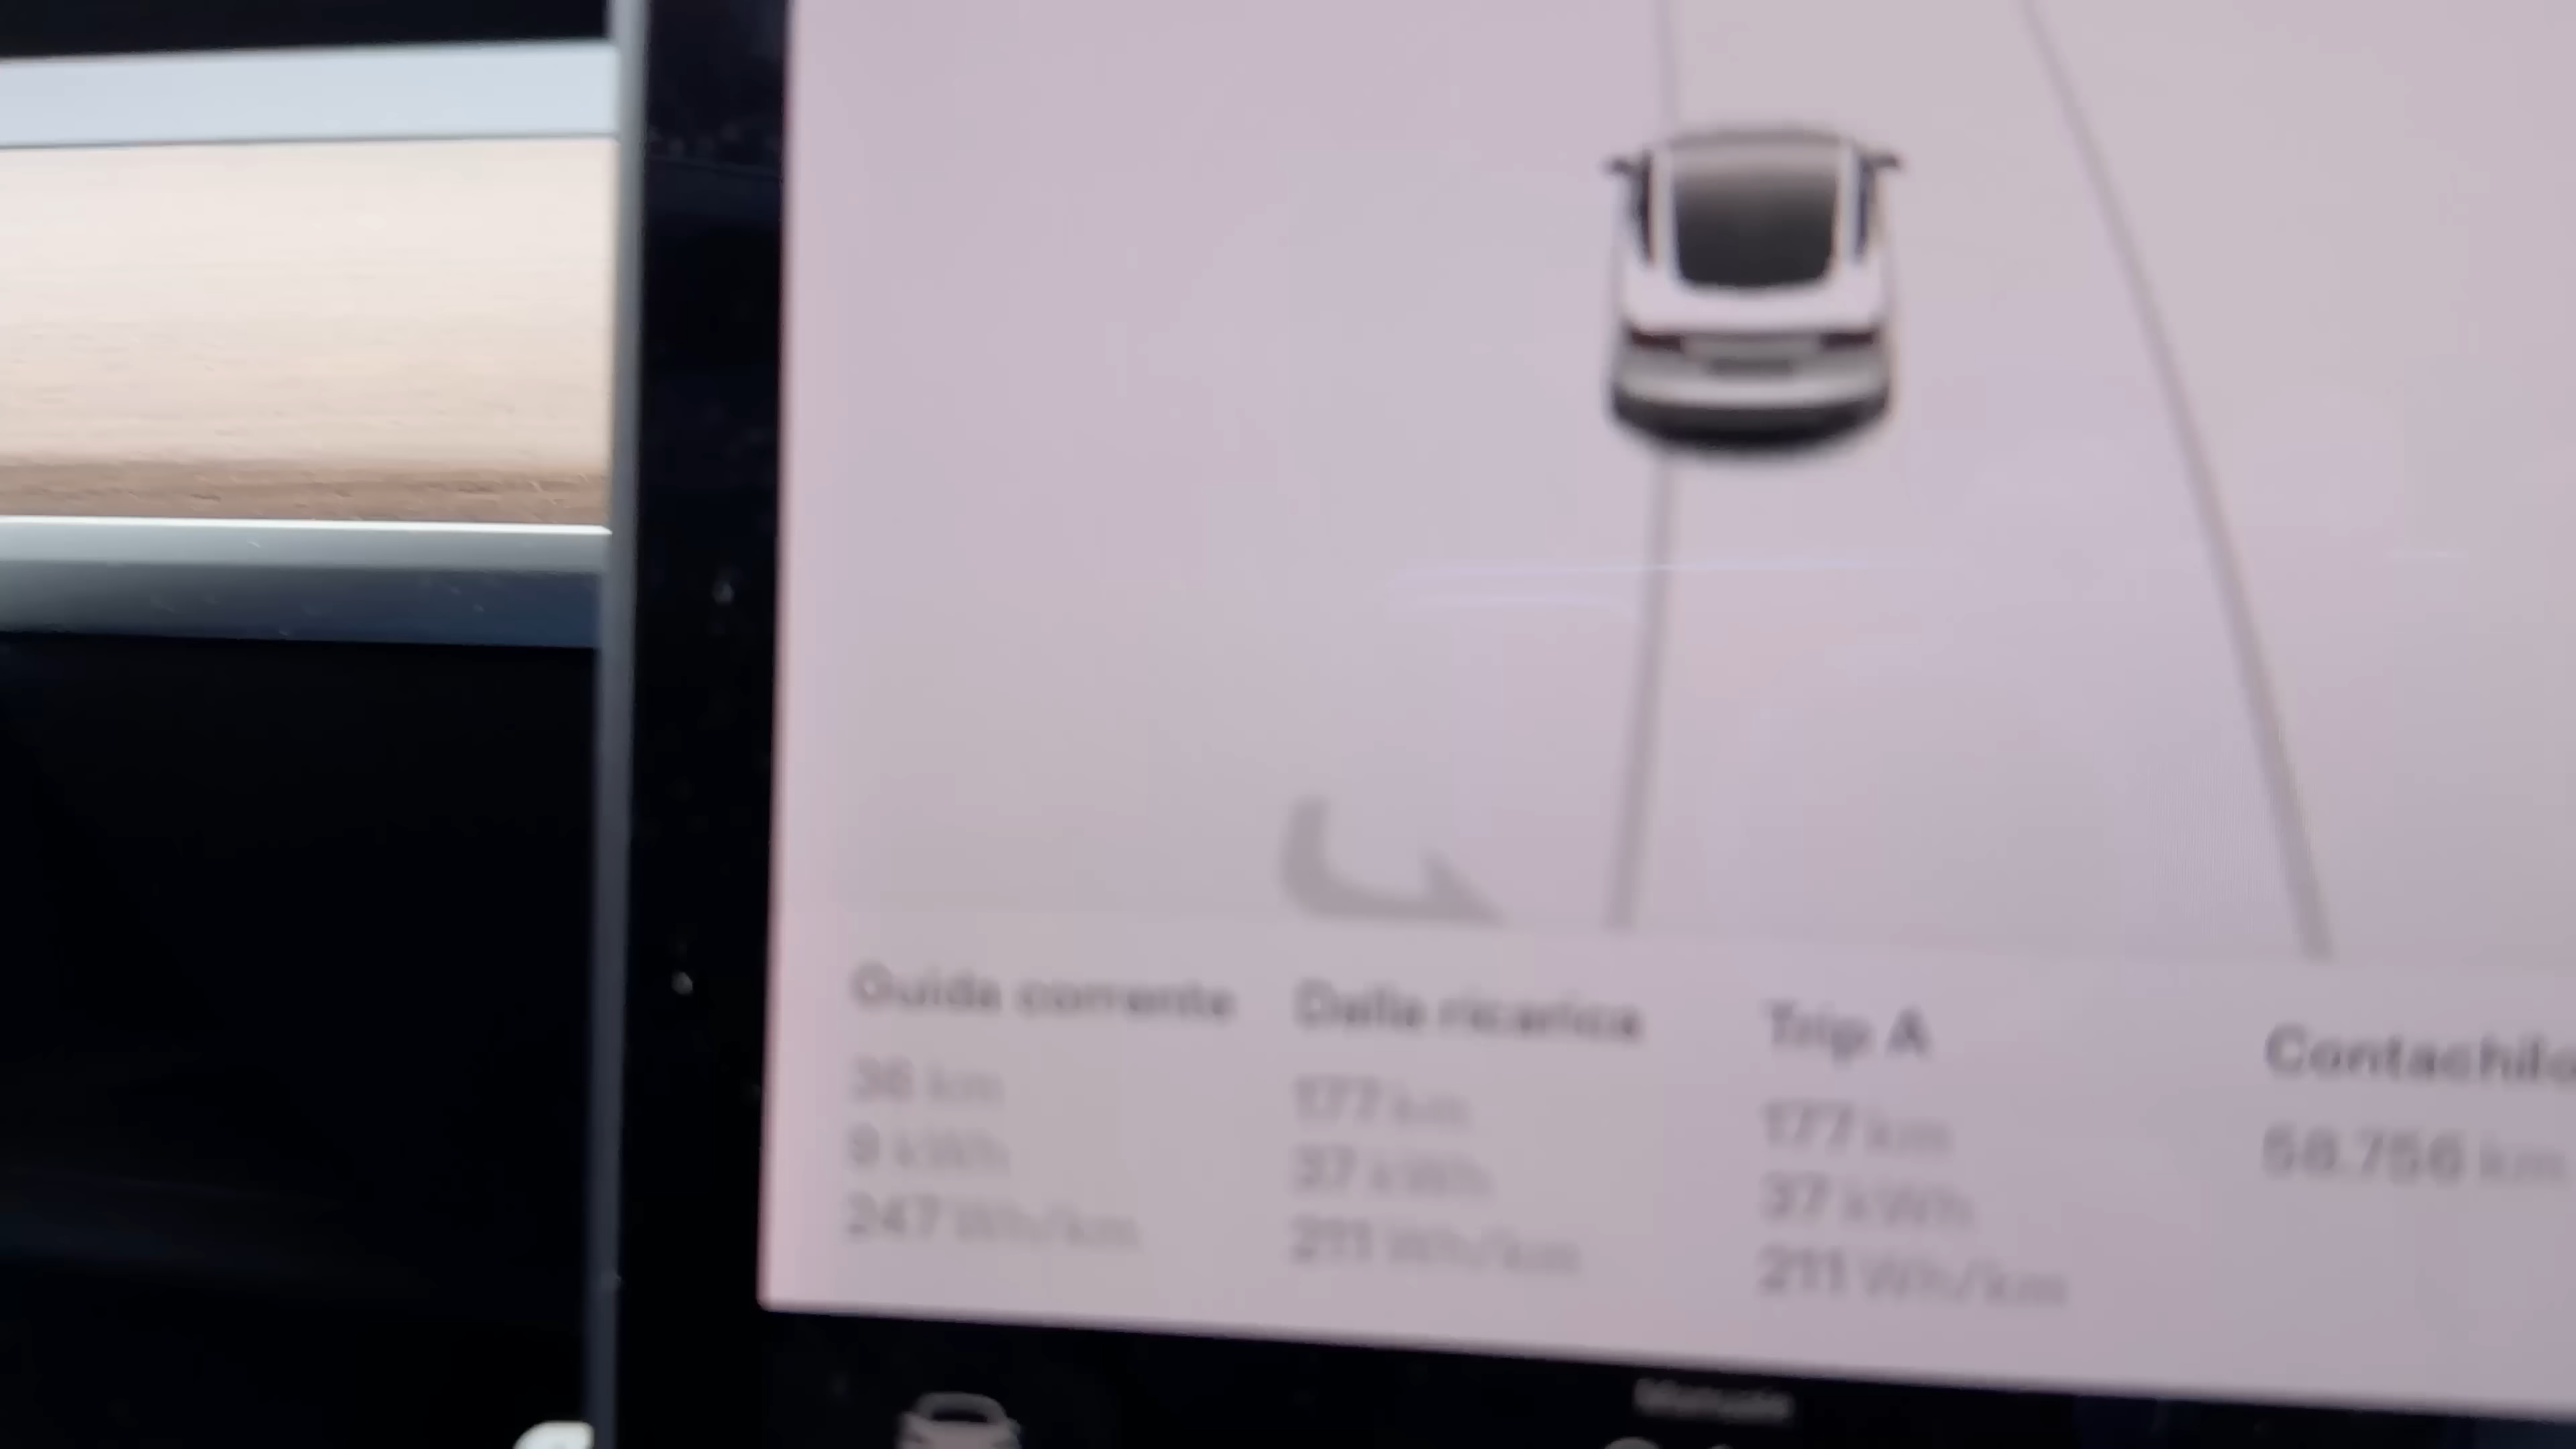 Guida corrente
36 km
9 kWh
247 Wh/km
Dalla ricarica
177 km
37 kWh
211 Wh/km
Trip A
177 km
37 kWh
211 Wh/km
Contachilo
58.756 km
Manuale